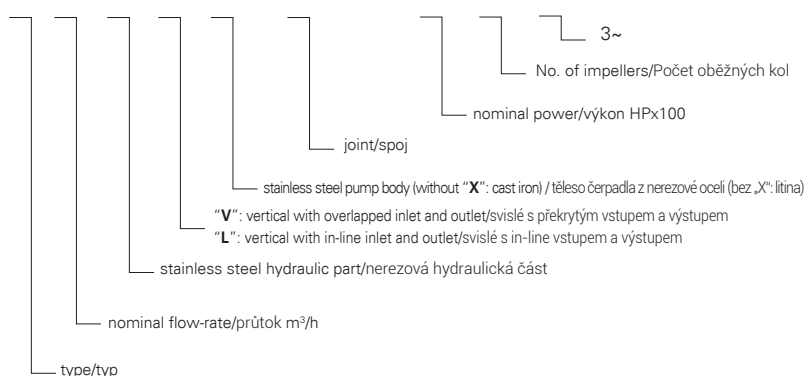 3~
No. of impellers/Počet oběžných kol
nominal power/výkon HPx100
joint/spoj
stainless steel pump body (without “X”: cast iron) / těleso čerpadla z nerezové oceli (bez „X“: litina)
“V”: vertical with overlapped inlet and outlet/svislé s překrytým vstupem a výstupem
“L”: vertical with in-line inlet and outlet/svislé s in-line vstupem a výstupem
stainless steel hydraulic part/nerezová hydraulická část
nominal flow-rate/průtok m³/h
type/typ